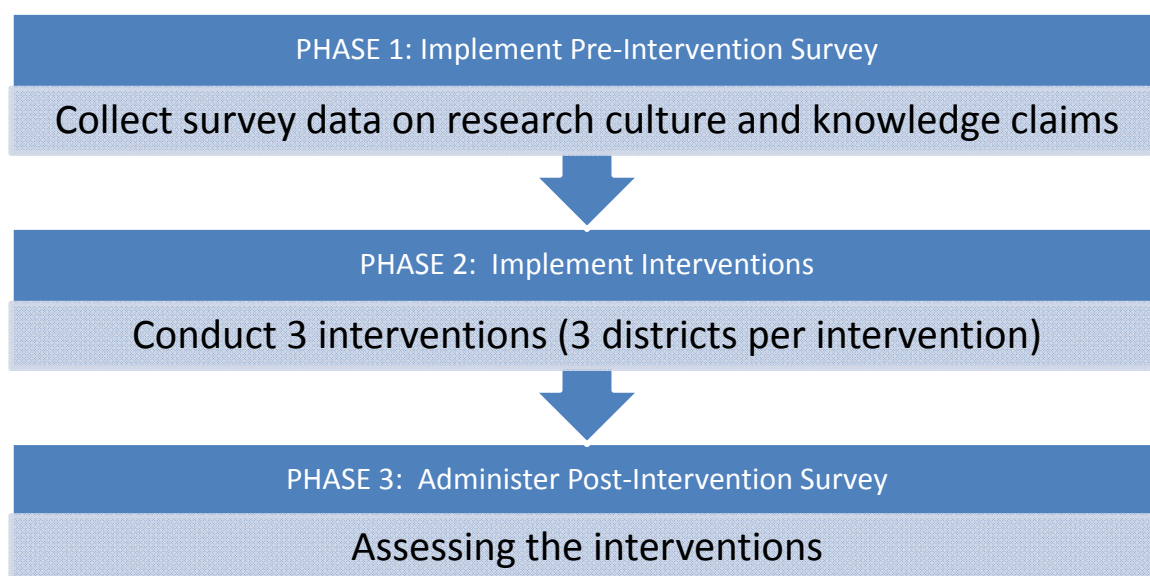 PHASE 1: Implement Pre-Intervention Survey
Collect survey data on research culture and knowledge claims
PHASE 2:  Implement Interventions
Conduct 3 interventions (3 districts per intervention)
PHASE 3:  Administer Post-Intervention Survey
Assessing the interventions